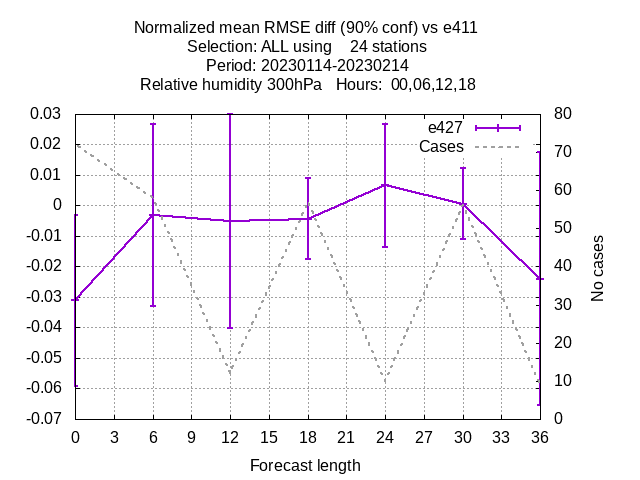 Normalized mean RMSE diff (90% conf) vs e411
Selection: ALL using    24 stations
Period: 20230114-20230214
Relative humidity 300hPa   Hours:  00,06,12,18
e427
Cases
0.03
0.02
0.01
0
-0.01
-0.02
-0.03
-0.04
-0.05
-0.06
-0.07
80
70
60
50
40
30
20
10
0
No cases
0 3 6 9 12 15 18 21 24 27 30 33 36
Forecast length